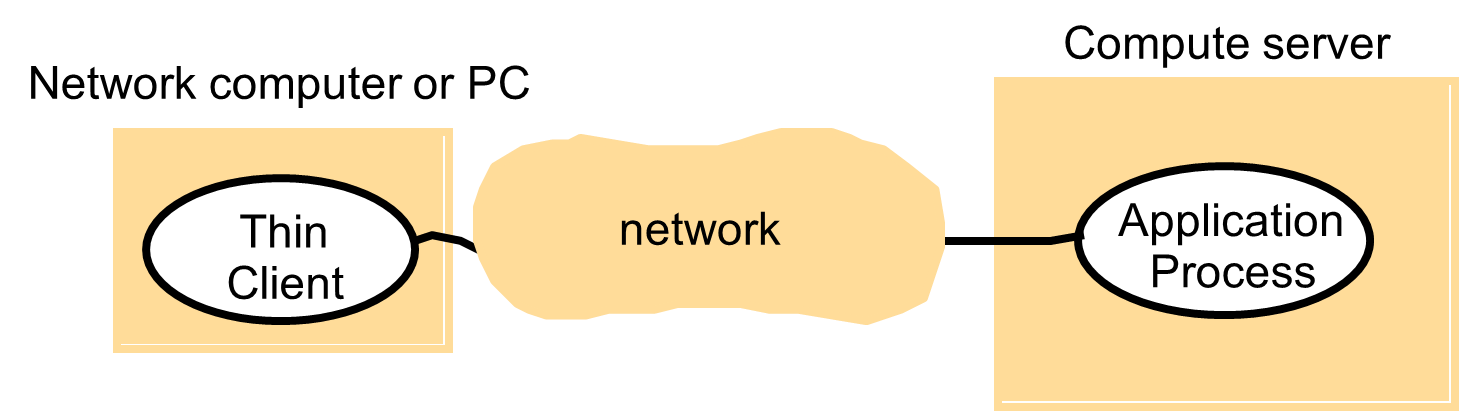 Compute server
Network computer or PC
Thin
Client
network
Application
Process